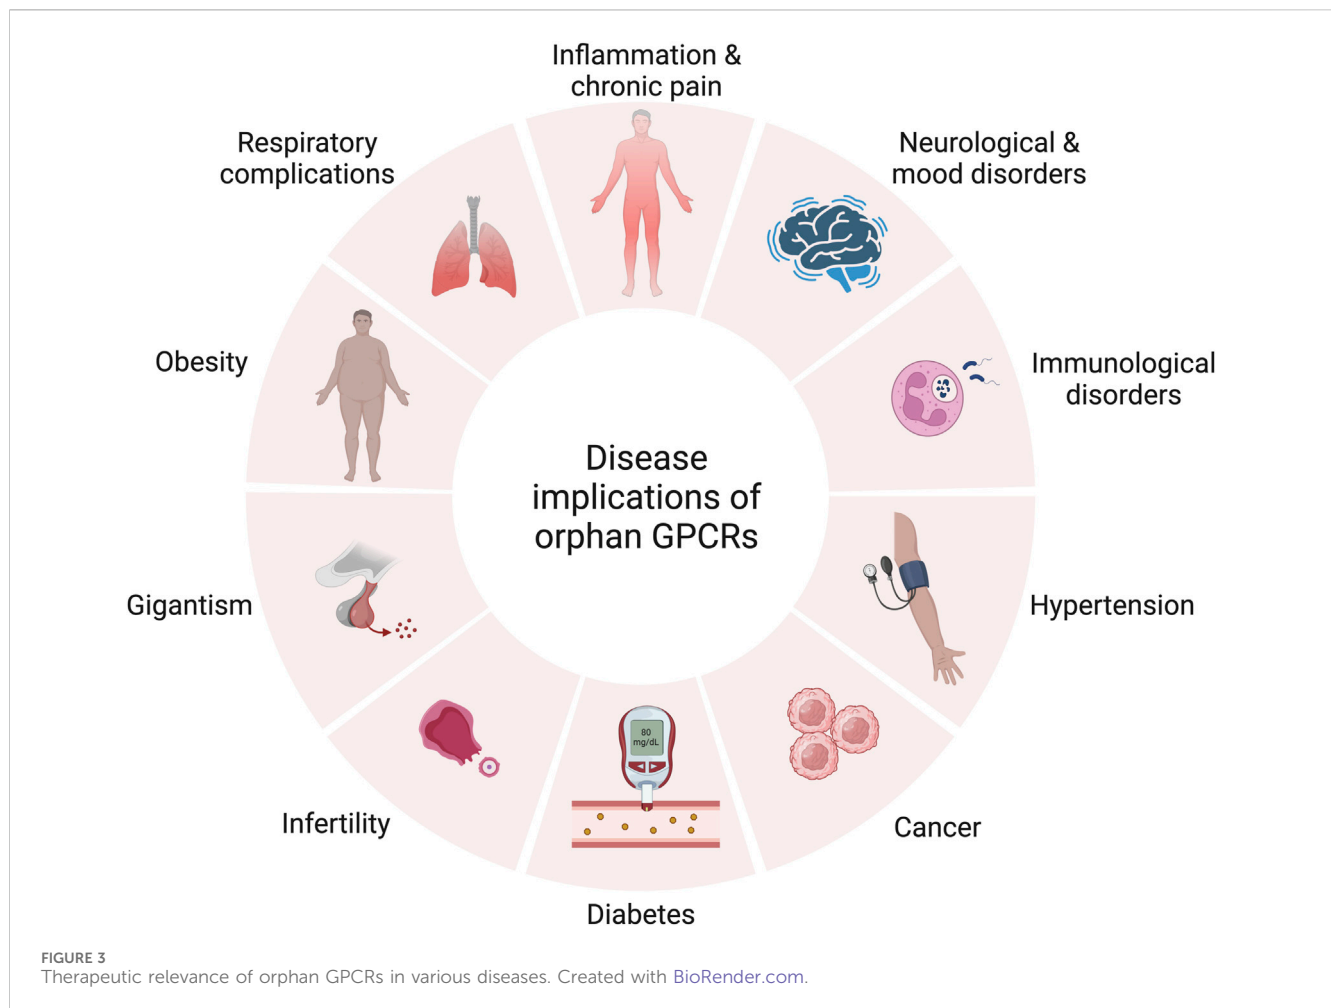 Inflammation &
chronic pain
Respiratory
complications
Neurological &
mood disorders
Obesity
Immunological
disorders
Disease
implications of
orphan GPCRs
Gigantism
Hypertension
80
mg/dL
Infertility
Cancer
Diabetes
FIGURE 3
Therapeutic relevance of orphan GPCRs in various diseases. Created with BioRender.com.